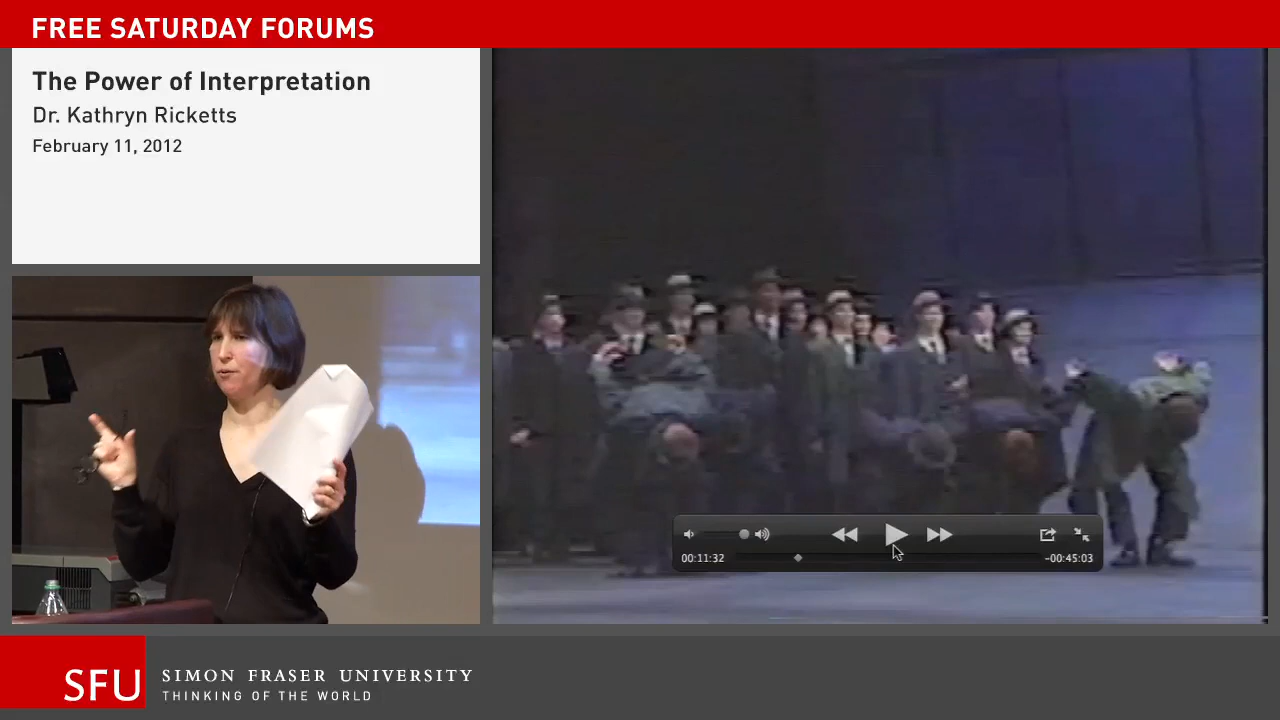 FREE SATURDAY FORUMS
The Power of Interpretation
Dr. Kathryn Ricketts
February 11, 2012
00:11:32
-00:45:03
SFU
SIMON FRASER UNIVERSITY
THINKING OF THE WORLD